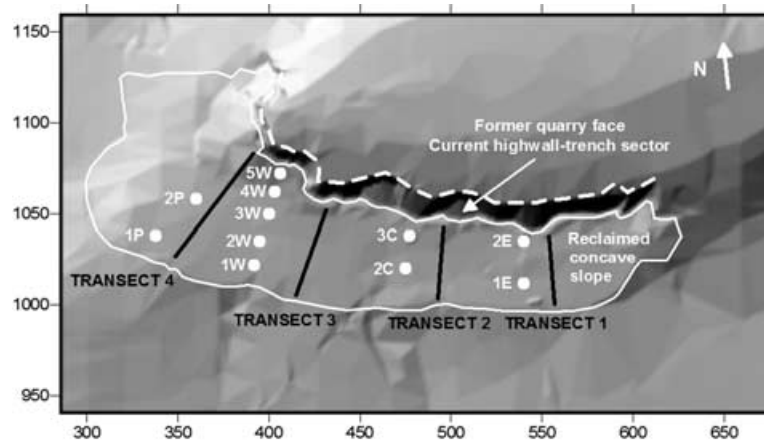 1150
N
1100
Former quarry face
Current highwall-trench sector
5W
4W
2P
3W
1050
1P
2W
3C
2E
Reclaimed
concave
slope
1W
2C
1E
TRANSECT 4
1000
TRANSECT 3
TRANSECT 2
TRANSECT 1
950
300 350 400 450 500 550 600 650